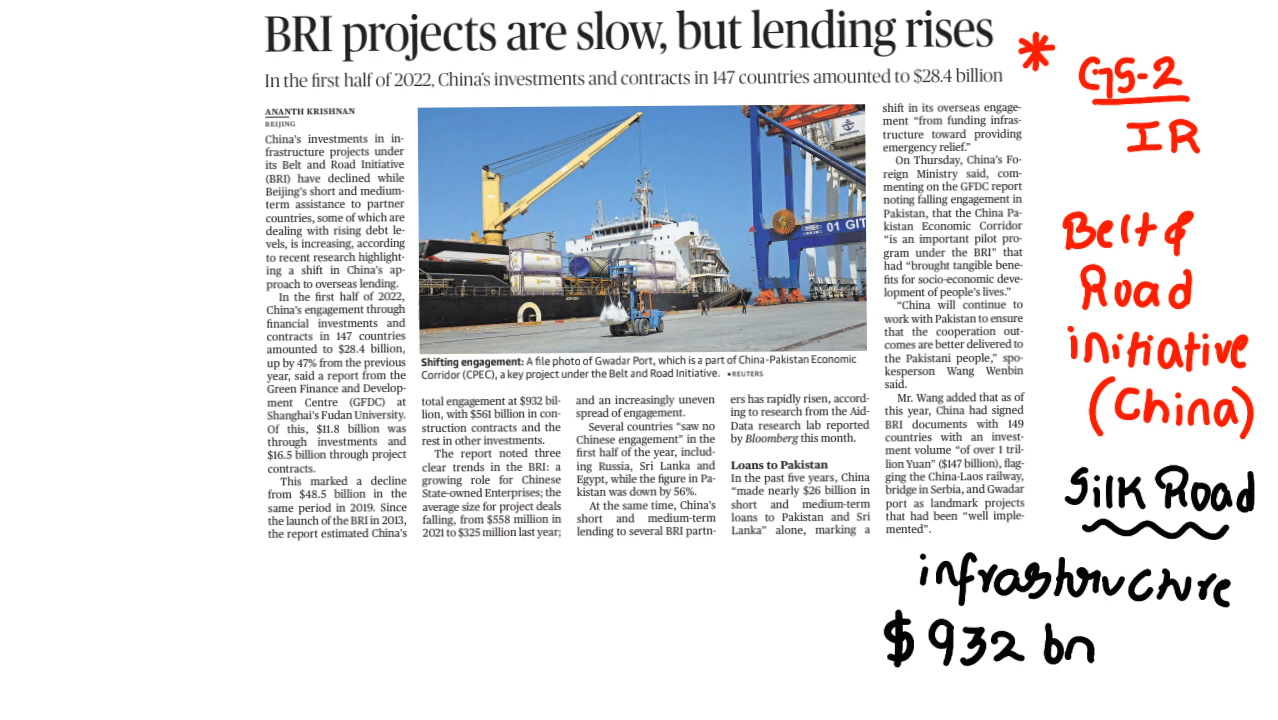 BRI projects are slow, but lending rises
In the first half of 2022, China's investments and contracts in 147 countries amounted to $28.4 billion
ANANTH KRISHNAN
BEIJING
China's investments in in-
frastructure projects under
its Belt and Road Initiative
(BRI) have declined while
Beijing's short and medium-
term assistance to partner
countries, some of which are
dealing with rising debt le-
vels, is increasing, according
to recent research highlight-
ing a shift in China's ap-
proach to overseas lending.
In the first half of 2022,
China's engagement through
financial investments and
contracts in 147 countries
amounted to $28.4 billion,
up by 47% from the previous
year, said a report from the
Green Finance and Develop-
ment Centre (GFDC) at
Shanghai's Fudan University.
Of this, $11.8 billion was
through investments and
$16.5 billion through project
contracts.
This marked a decline
from $48.5 billion in the
same period in 2019. Since
the launch of the BRI in 2013,
the report estimated China's
01 GIT
Shifting engagement: A file photo of Gwadar Port, which is a part of China-Pakistan Economic
Corridor (CPEC), a key project under the Belt and Road Initiative. ▪REUTERS
total engagement at $932 bil-
lion, with $561 billion in con-
struction contracts and the
rest in other investments.
The report noted three
clear trends in the BRI: a
growing role for Chinese
State-owned Enterprises; the
average size for project deals
falling, from $558 million in
2021 to $325 million last year;
and an increasingly uneven
spread of engagement.
Several countries "saw no
Chinese engagement" in the
first half of the year, includ-
ing Russia, Sri Lanka and
Egypt, while the figure in Pa-
kistan was down by 56%.
At the same time, China's
short and medium-term
lending to several BRI partn-
ers has rapidly risen, accord-
ing to research from the Aid-
Data research lab reported
by Bloomberg this month.
Loans to Pakistan
In the past five years, China
"made nearly $26 billion in
short and medium-term
loans to Pakistan and Sri
Lanka" alone, marking a
shift in its overseas engage-
ment "from funding infras-
tructure toward providing
emergency relief."
On Thursday, China's Fo-
reign Ministry said, com-
menting on the GFDC report
noting falling engagement in
Pakistan, that the China Pa-
kistan Economic Corridor
"is an important pilot pro-
gram under the BRI" that
had "brought tangible bene-
fits for socio-economic deve-
lopment of people's lives."
"China will continue to
work with Pakistan to ensure
that the cooperation out-
comes are better delivered to
the Pakistani people," spo-
kesperson Wang Wenbin
said.
Mr. Wang added that as of
this year, China had signed
BRI documents with 149
countries with an invest-
ment volume "of over 1 tril-
lion Yuan" ($147 billion), flag-
ging the China-Laos railway,
bridge in Serbia, and Gwadar
port as landmark projects
that had been "well imple-
mented".
* GS-2
IR
Belt &
Road
initiative
(China)
Silk Road
infrastructure
$932 bn